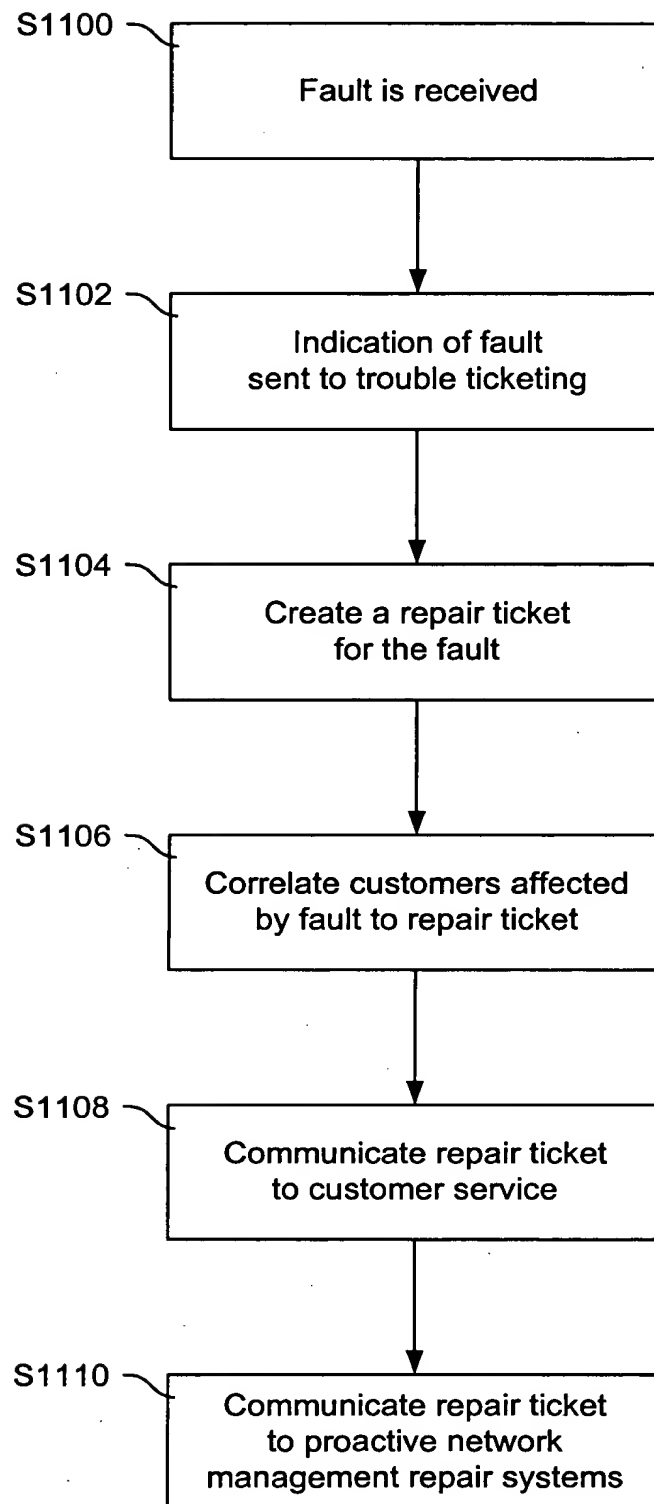 S1100
Fault is received
S1102
Indication of fault
sent to trouble ticketing
S1104
Create a repair ticket
for the fault
S1106
Correlate customers affected
by fault to repair ticket
S1108
Communicate repair ticket
to customer service
S1110
Communicate repair ticket
to proactive network
management repair systems